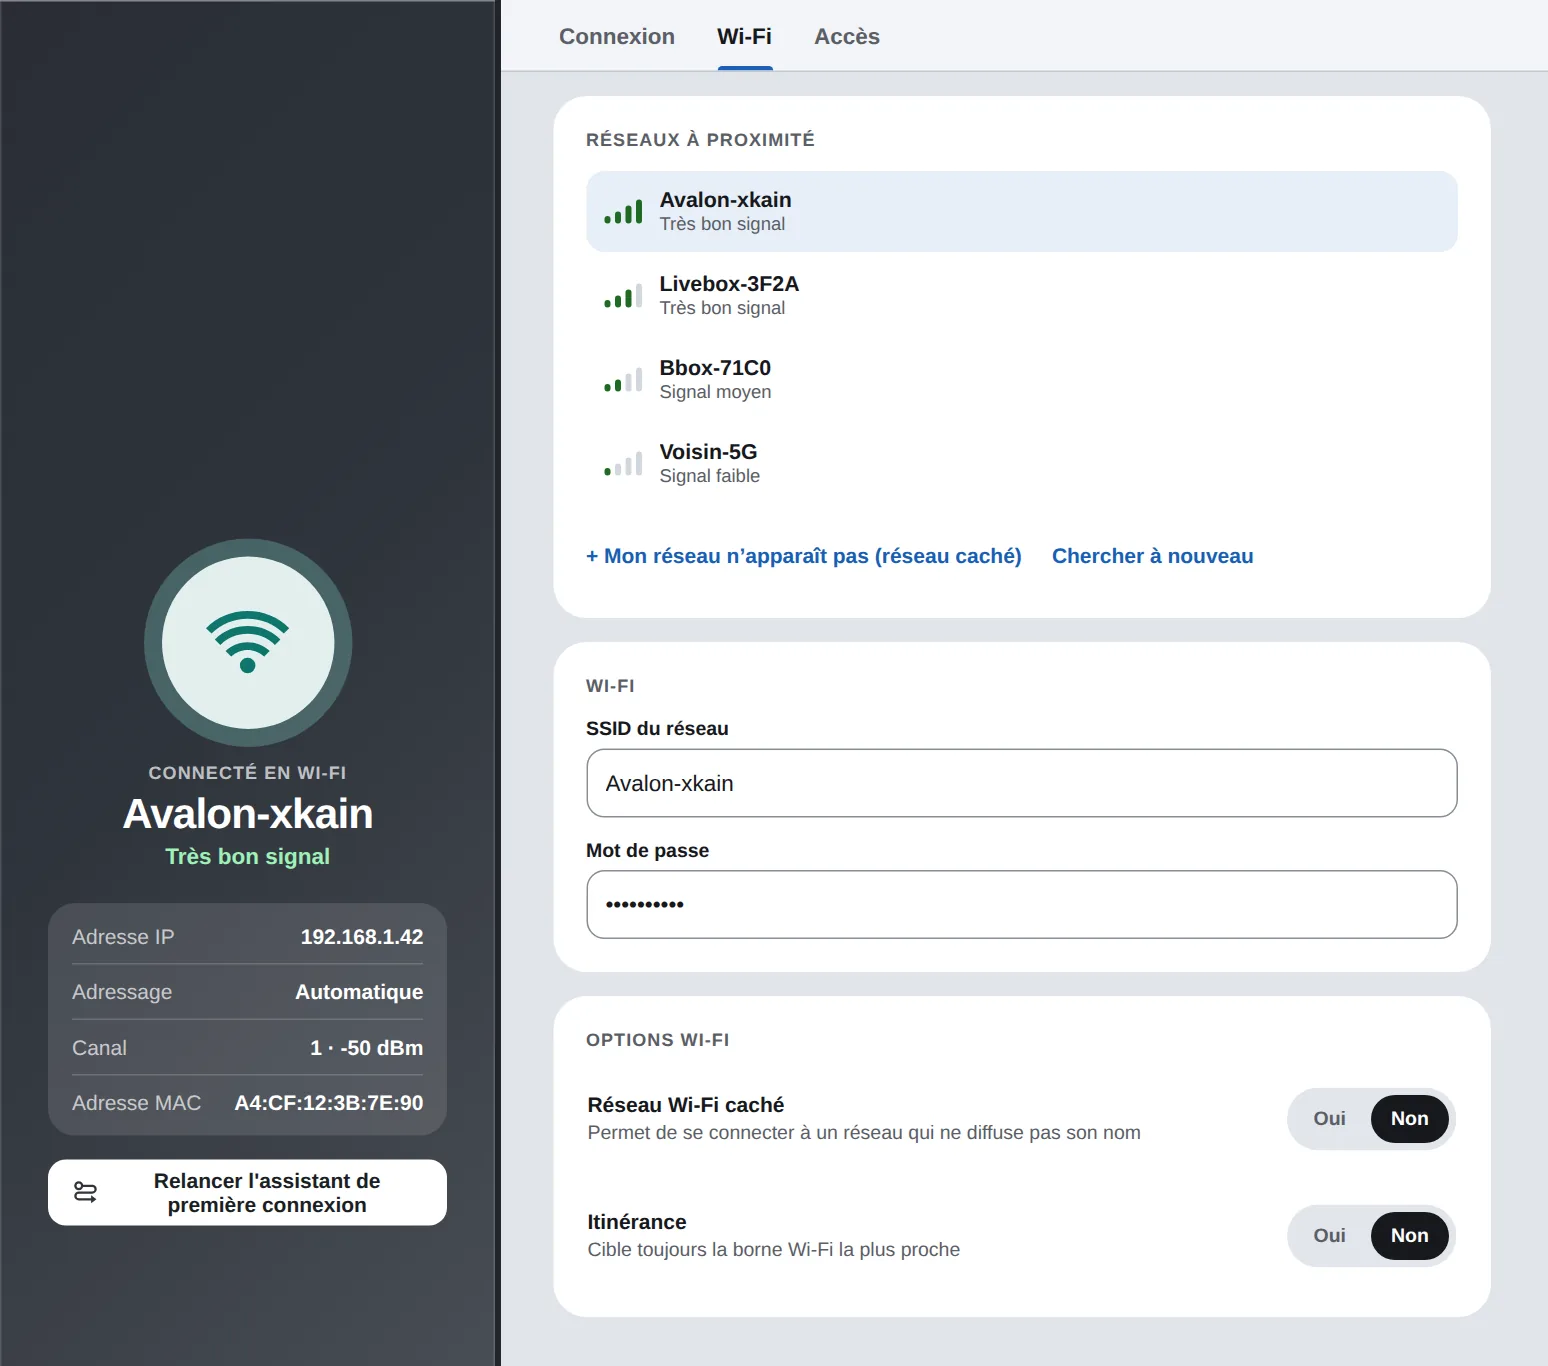 CONNECTÉ EN WI-FI
Avalon-xkain
Très bon signal
Adresse IP 192.168.1.42
Adressage Automatique
Canal 1 · -50 dBm
Adresse MAC A4:CF:12:3B:7E:90
Relancer l'assistant de
première connexion
Connexion Wi-Fi Accès
RÉSEAUX À PROXIMITÉ
Avalon-xkain
Très bon signal
Livebox-3F2A
Très bon signal
Bbox-71C0
Signal moyen
Voisin-5G
Signal faible
+ Mon réseau n’apparaît pas (réseau caché) Chercher à nouveau
WI-FI
SSID du réseau
Avalon-xkain
Mot de passe
••••••••••
OPTIONS WI-FI
Réseau Wi-Fi caché
Permet de se connecter à un réseau qui ne diffuse pas son nom
Oui Non
Itinérance
Cible toujours la borne Wi-Fi la plus proche
Oui Non